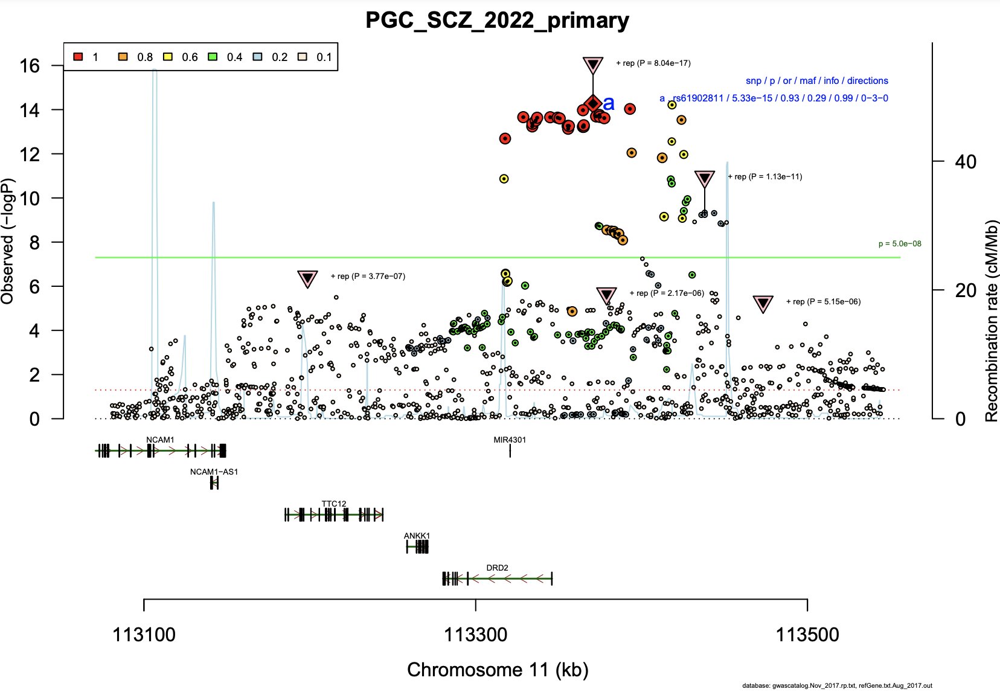 PGC_SCZ_2022_primary
1 0.8 0.6 0.4 0.2 0.1
+ rep (P = 8.04e−17)
snp / p / or / maf / info / directions
a . rs61902811 / 5.33e−15 / 0.93 / 0.29 / 0.99 / 0−3−0
a
+ rep (P = 1.13e−11)
p = 5.0e−08
+ rep (P = 3.77e−07)
+ rep (P = 2.17e−06)
+ rep (P = 5.15e−06)
Observed (−logP)
16
14
12
10
8
6
4
2
0
Recombination rate (cM/Mb)
40
20
0
NCAM1
MIR4301
NCAM1−AS1
TTC12
ANKK1
DRD2
113100 113300 113500
Chromosome 11 (kb)
database: gwascatalog.Nov_2017.rp.txt, refGene.txt.Aug_2017.out